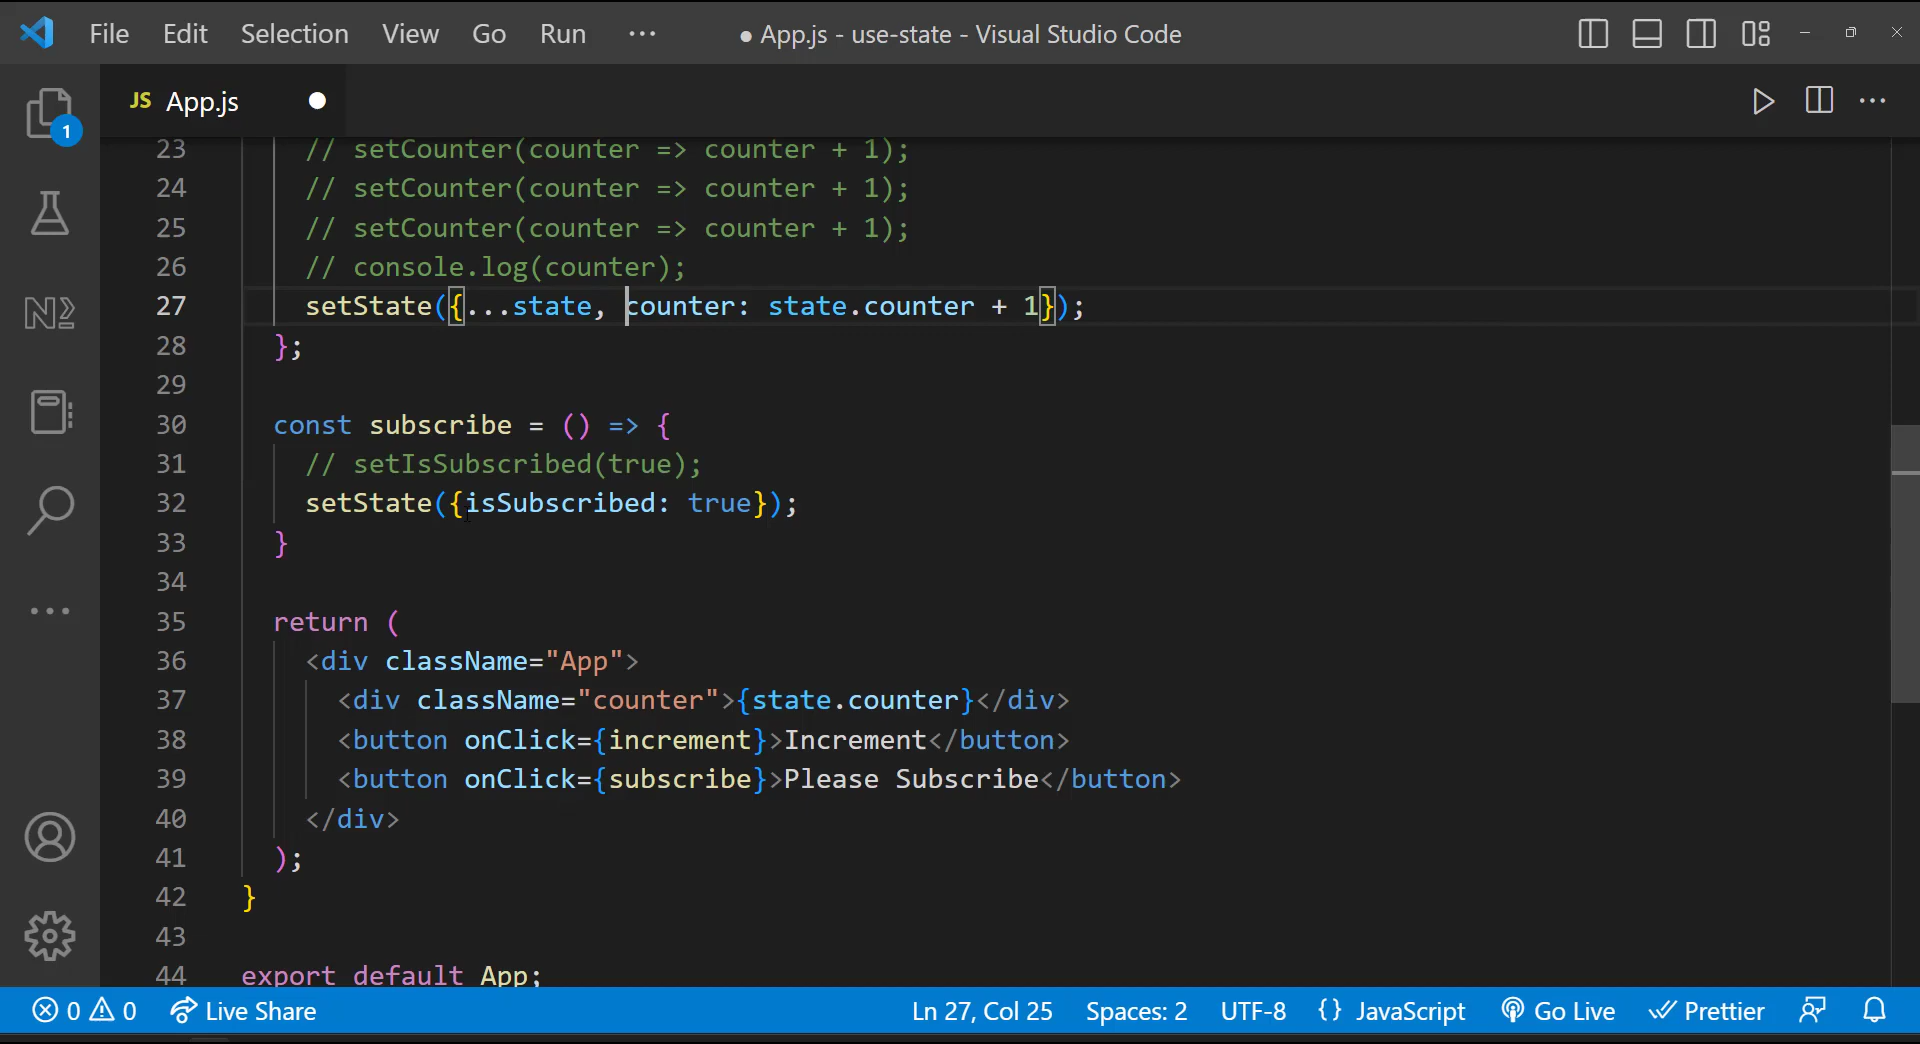 File Edit Selection View Go Run ··· ● App.js - use-state - Visual Studio Code
JS App.js
1
23 // setCounter(counter => counter + 1);
24 // setCounter(counter => counter + 1);
25 // setCounter(counter => counter + 1);
26 // console.log(counter);
27 setState({...state, counter: state.counter + 1});
28 };
29
30 const subscribe = () => {
31 // setIsSubscribed(true);
32 setState({isSubscribed: true});
33 }
34
35 return (
36 <div className="App">
37 <div className="counter">{state.counter}</div>
38 <button onClick={increment}>Increment</button>
39 <button onClick={subscribe}>Please Subscribe</button>
40 </div>
41 );
42 }
43
44 export default App;
0 0 Live Share Ln 27, Col 25 Spaces: 2 UTF-8 {} JavaScript Go Live Prettier